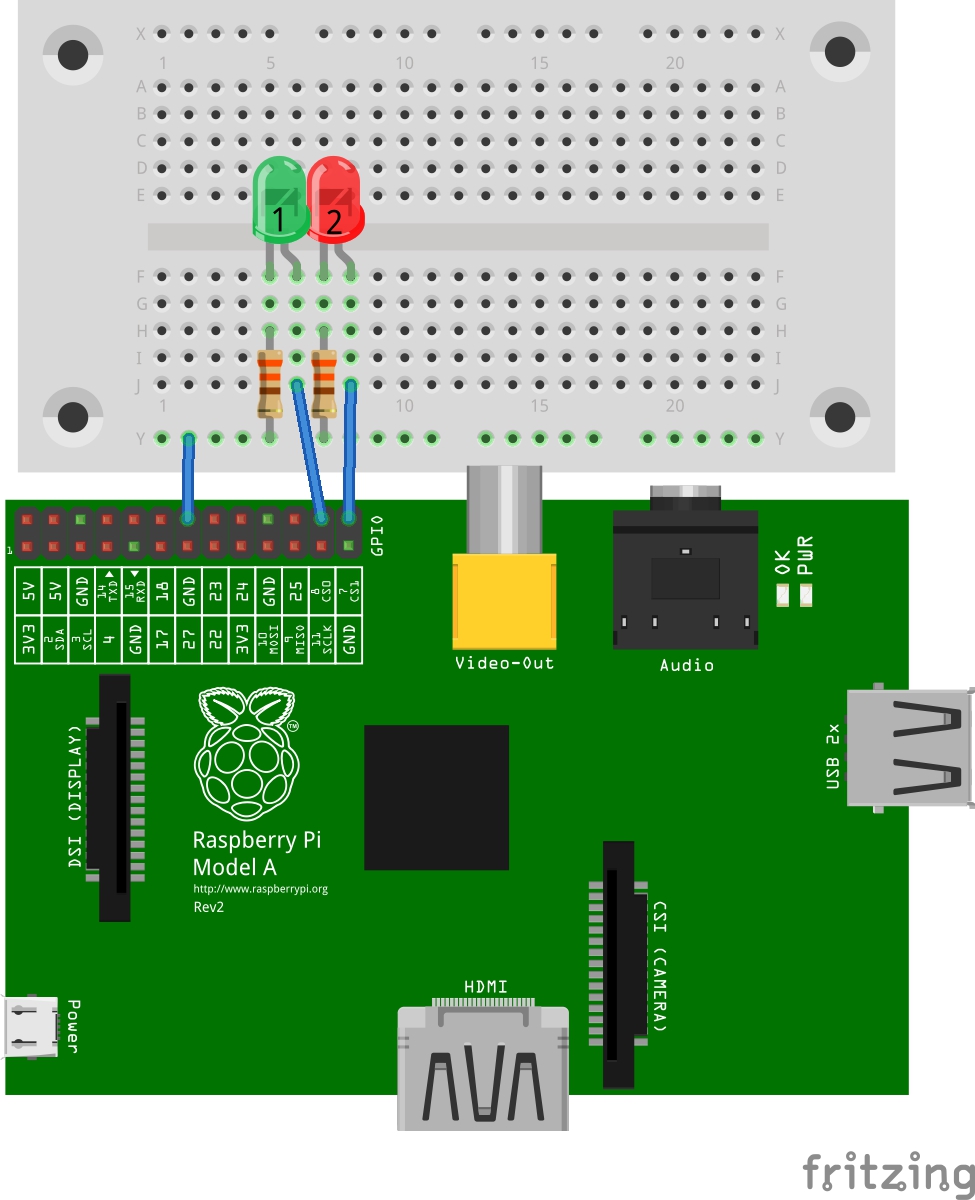 X X
1 5 10 15 20
A A
B B
C C
D D
E E
1 2
F F
G G
H H
I I
J J
1 10 15 20
Y Y
1
GPIO
5V 5V GND 14 TXD 15 RXD 18 GND 23 24 GND 25 8 CS0 7 CS1
3V3 2 SDA 3 SCL 4 GND 17 27 22 3V3 10 MOSI 9 MISO 11 SCLK GND
OK PWR
Video-Out
Audio
USB 2x
DSI (DISPLAY)
TM
Raspberry Pi
Model A
http://www.raspberrypi.org
Rev2
CSI (CAMERA)
HDMI
Power
fritzing